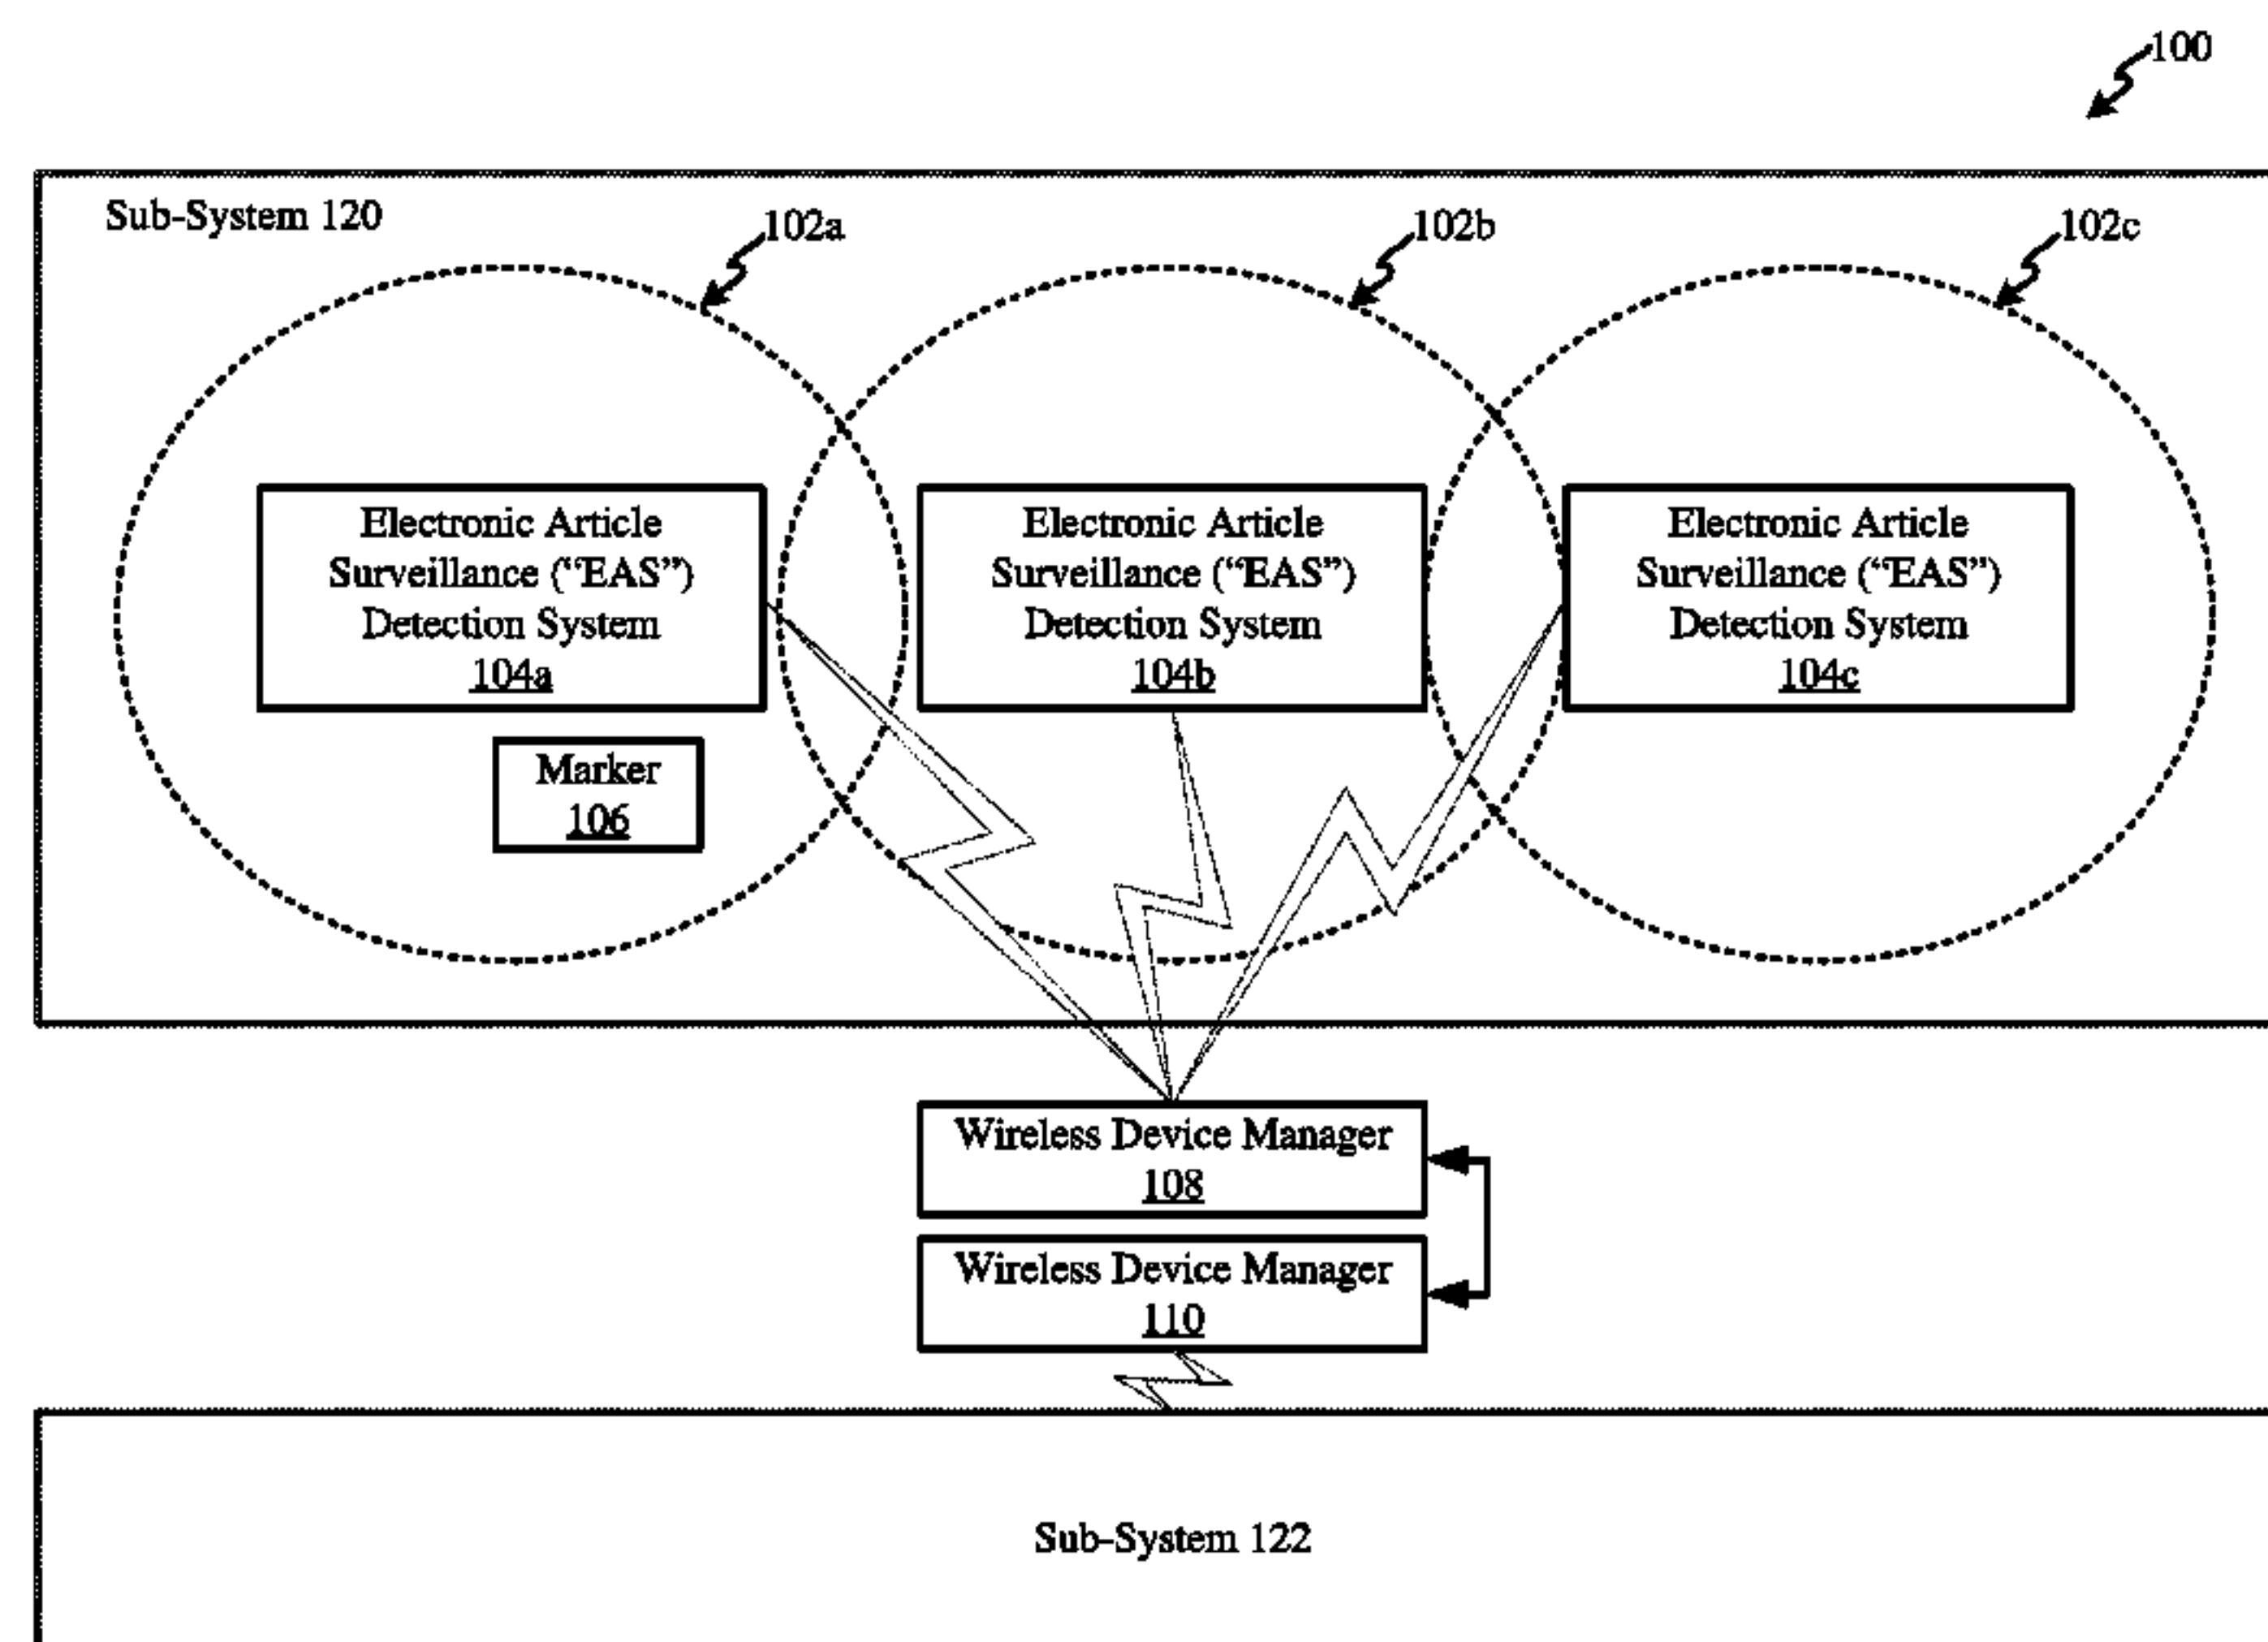 100
Sub-System 120
102a
102b
102c
Electronic Article
Surveillance (“EAS”)
Detection System
104a
Electronic Article
Surveillance (“EAS”)
Detection System
104b
Electronic Article
Surveillance (“EAS”)
Detection System
104c
Marker
106
Wireless Device Manager
108
Wireless Device Manager
110
Sub-System 122